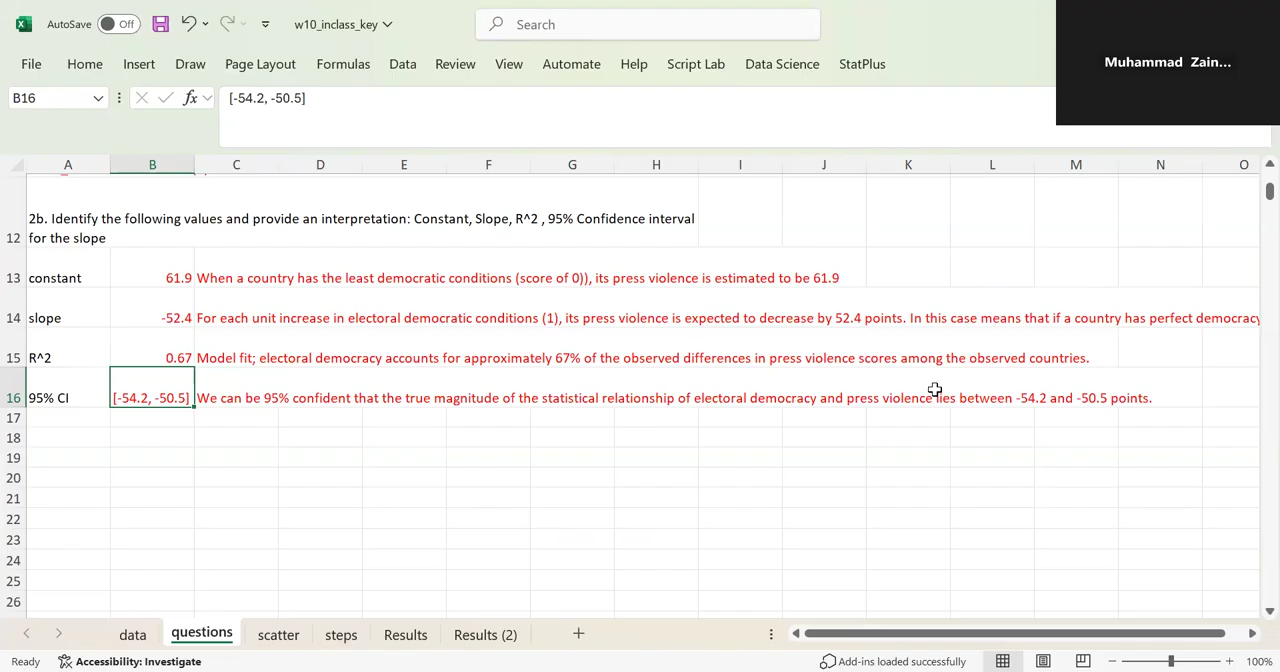 AutoSave Off w10_inclass_key Search
Muhammad Zain...
File Home Insert Draw Page Layout Formulas Data Review View Automate Help Script Lab Data Science StatPlus
B16 fx [-54.2, -50.5]
A B C D E F G H I J K L M N O
2b. Identify the following values and provide an interpretation: Constant, Slope, R^2 , 95% Confidence interval
12 for the slope
13 constant 61.9 When a country has the least democratic conditions (score of 0)), its press violence is estimated to be 61.9
14 slope -52.4 For each unit increase in electoral democratic conditions (1), its press violence is expected to decrease by 52.4 points. In this case means that if a country has perfect democracy
15 R^2 0.67 Model fit; electoral democracy accounts for approximately 67% of the observed differences in press violence scores among the observed countries.
16 95% CI [-54.2, -50.5] We can be 95% confident that the true magnitude of the statistical relationship of electoral democracy and press violence lies between -54.2 and -50.5 points.
17
18
19
20
21
22
23
24
25
26
data questions scatter steps Results Results (2)
Ready Accessibility: Investigate Add-ins loaded successfully 100%